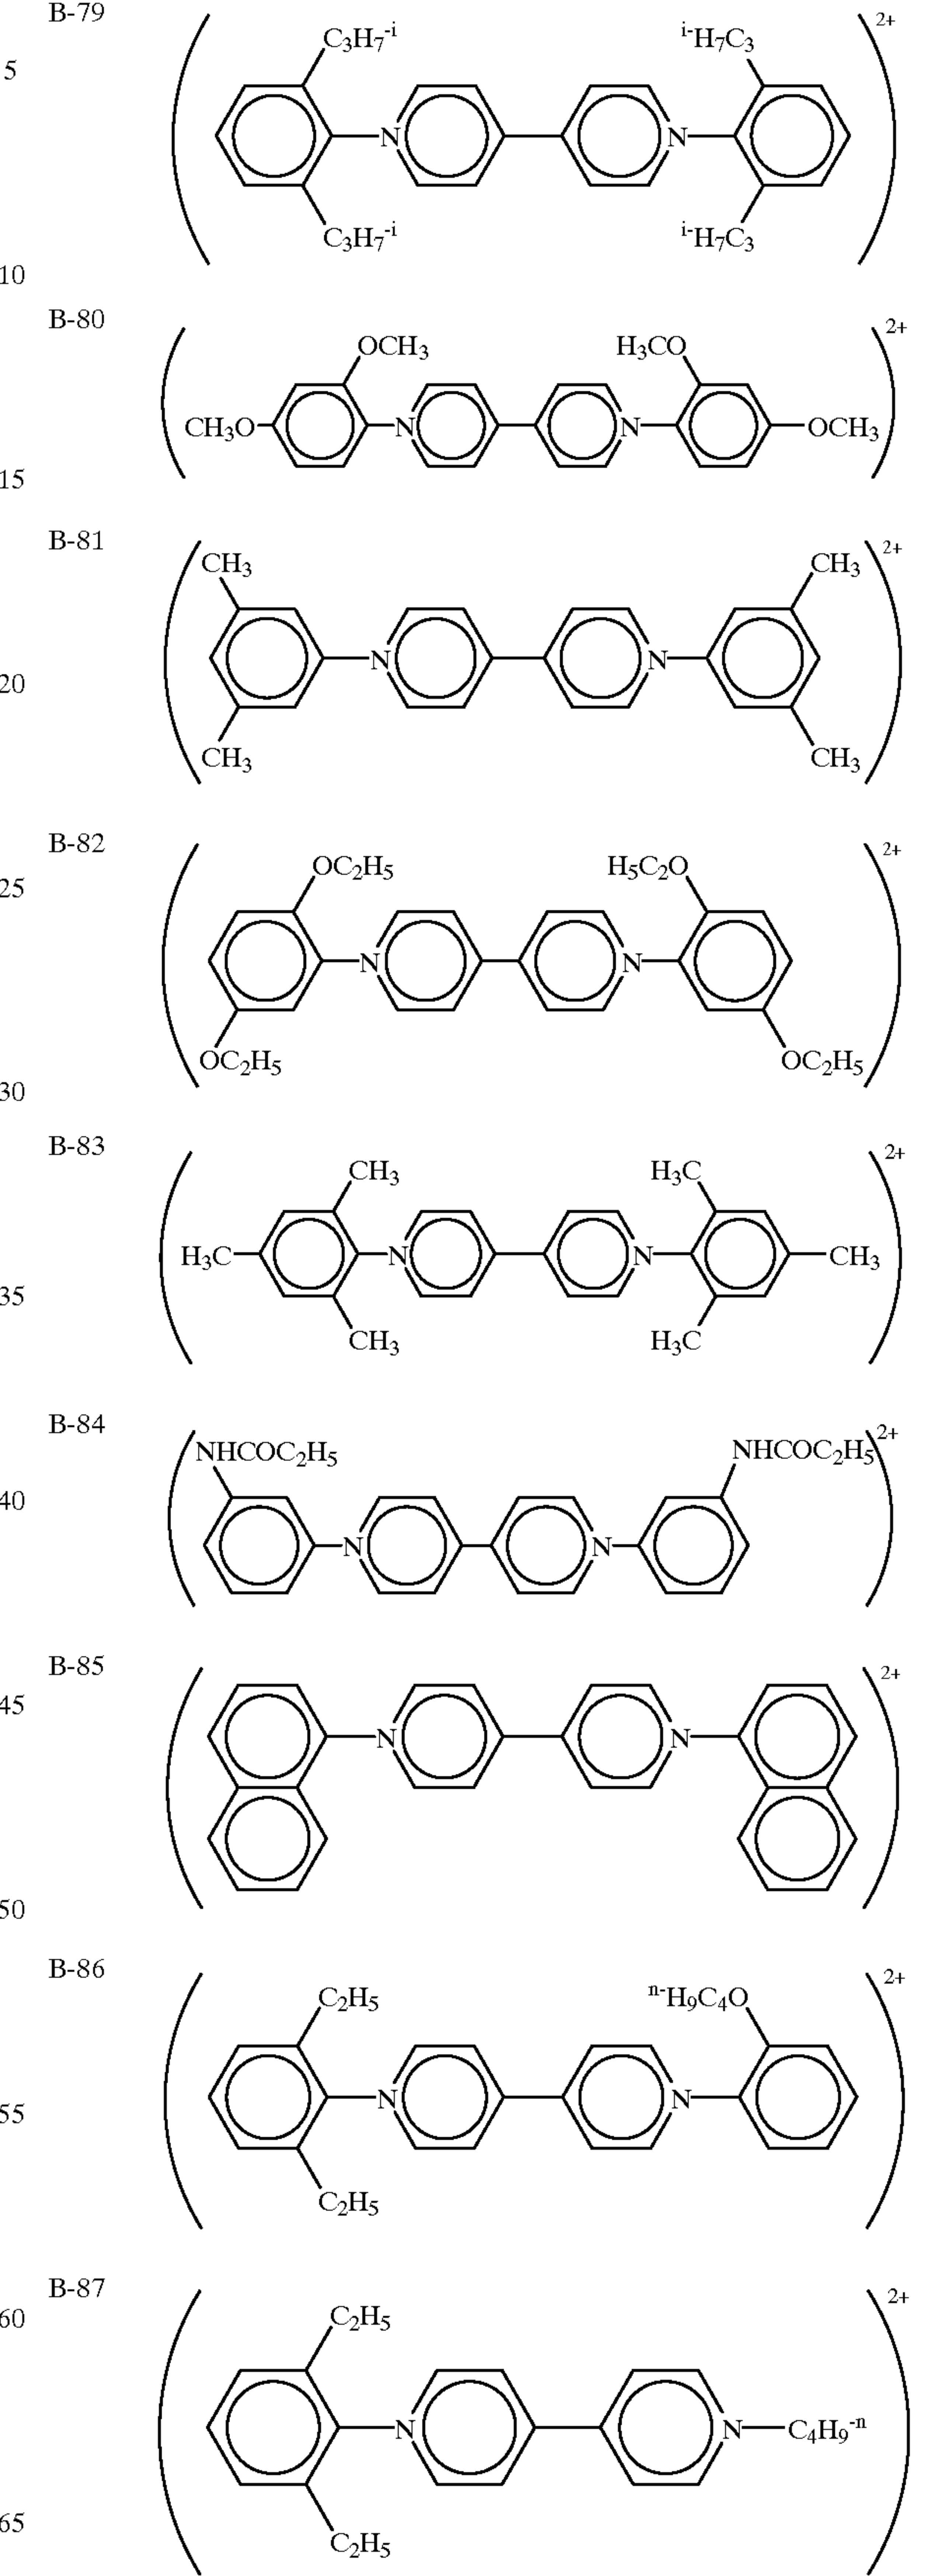 B-79
2+
C3H7-i i-H7C3
5
N N
C3H7-i i-H7C3
10
B-80
2+
OCH3 H3CO
CH3O N N OCH3
15
B-81
2+
CH3 CH3
N N
20
CH3 CH3
B-82
2+
OC2H5 H5C2O
25
N N
OC2H5 OC2H5
30
B-83
2+
CH3 H3C
H3C N N CH3
35
CH3 H3C
B-84
2+
NHCOC2H5 NHCOC2H5
40
N N
B-85
2+
45
N N
50
B-86
2+
C2H5 n-H9C4O
N N
55
C2H5
B-87
2+
60
C2H5
N N C4H9-n
65
C2H5